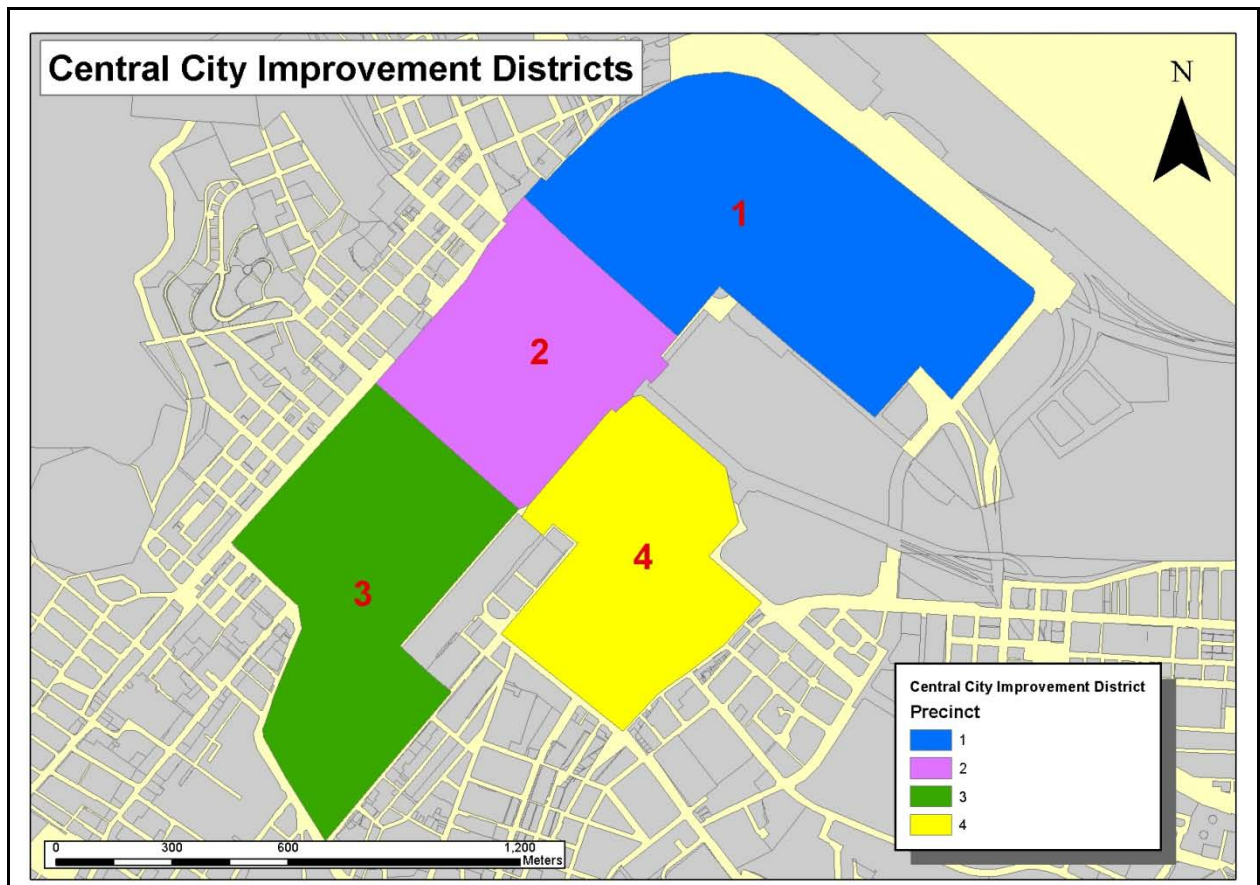 Central City Improvement Districts
N
1
2
3
4
Central City Improvement District
Precinct
1
2
3
4
0 300 600 1,200
Meters